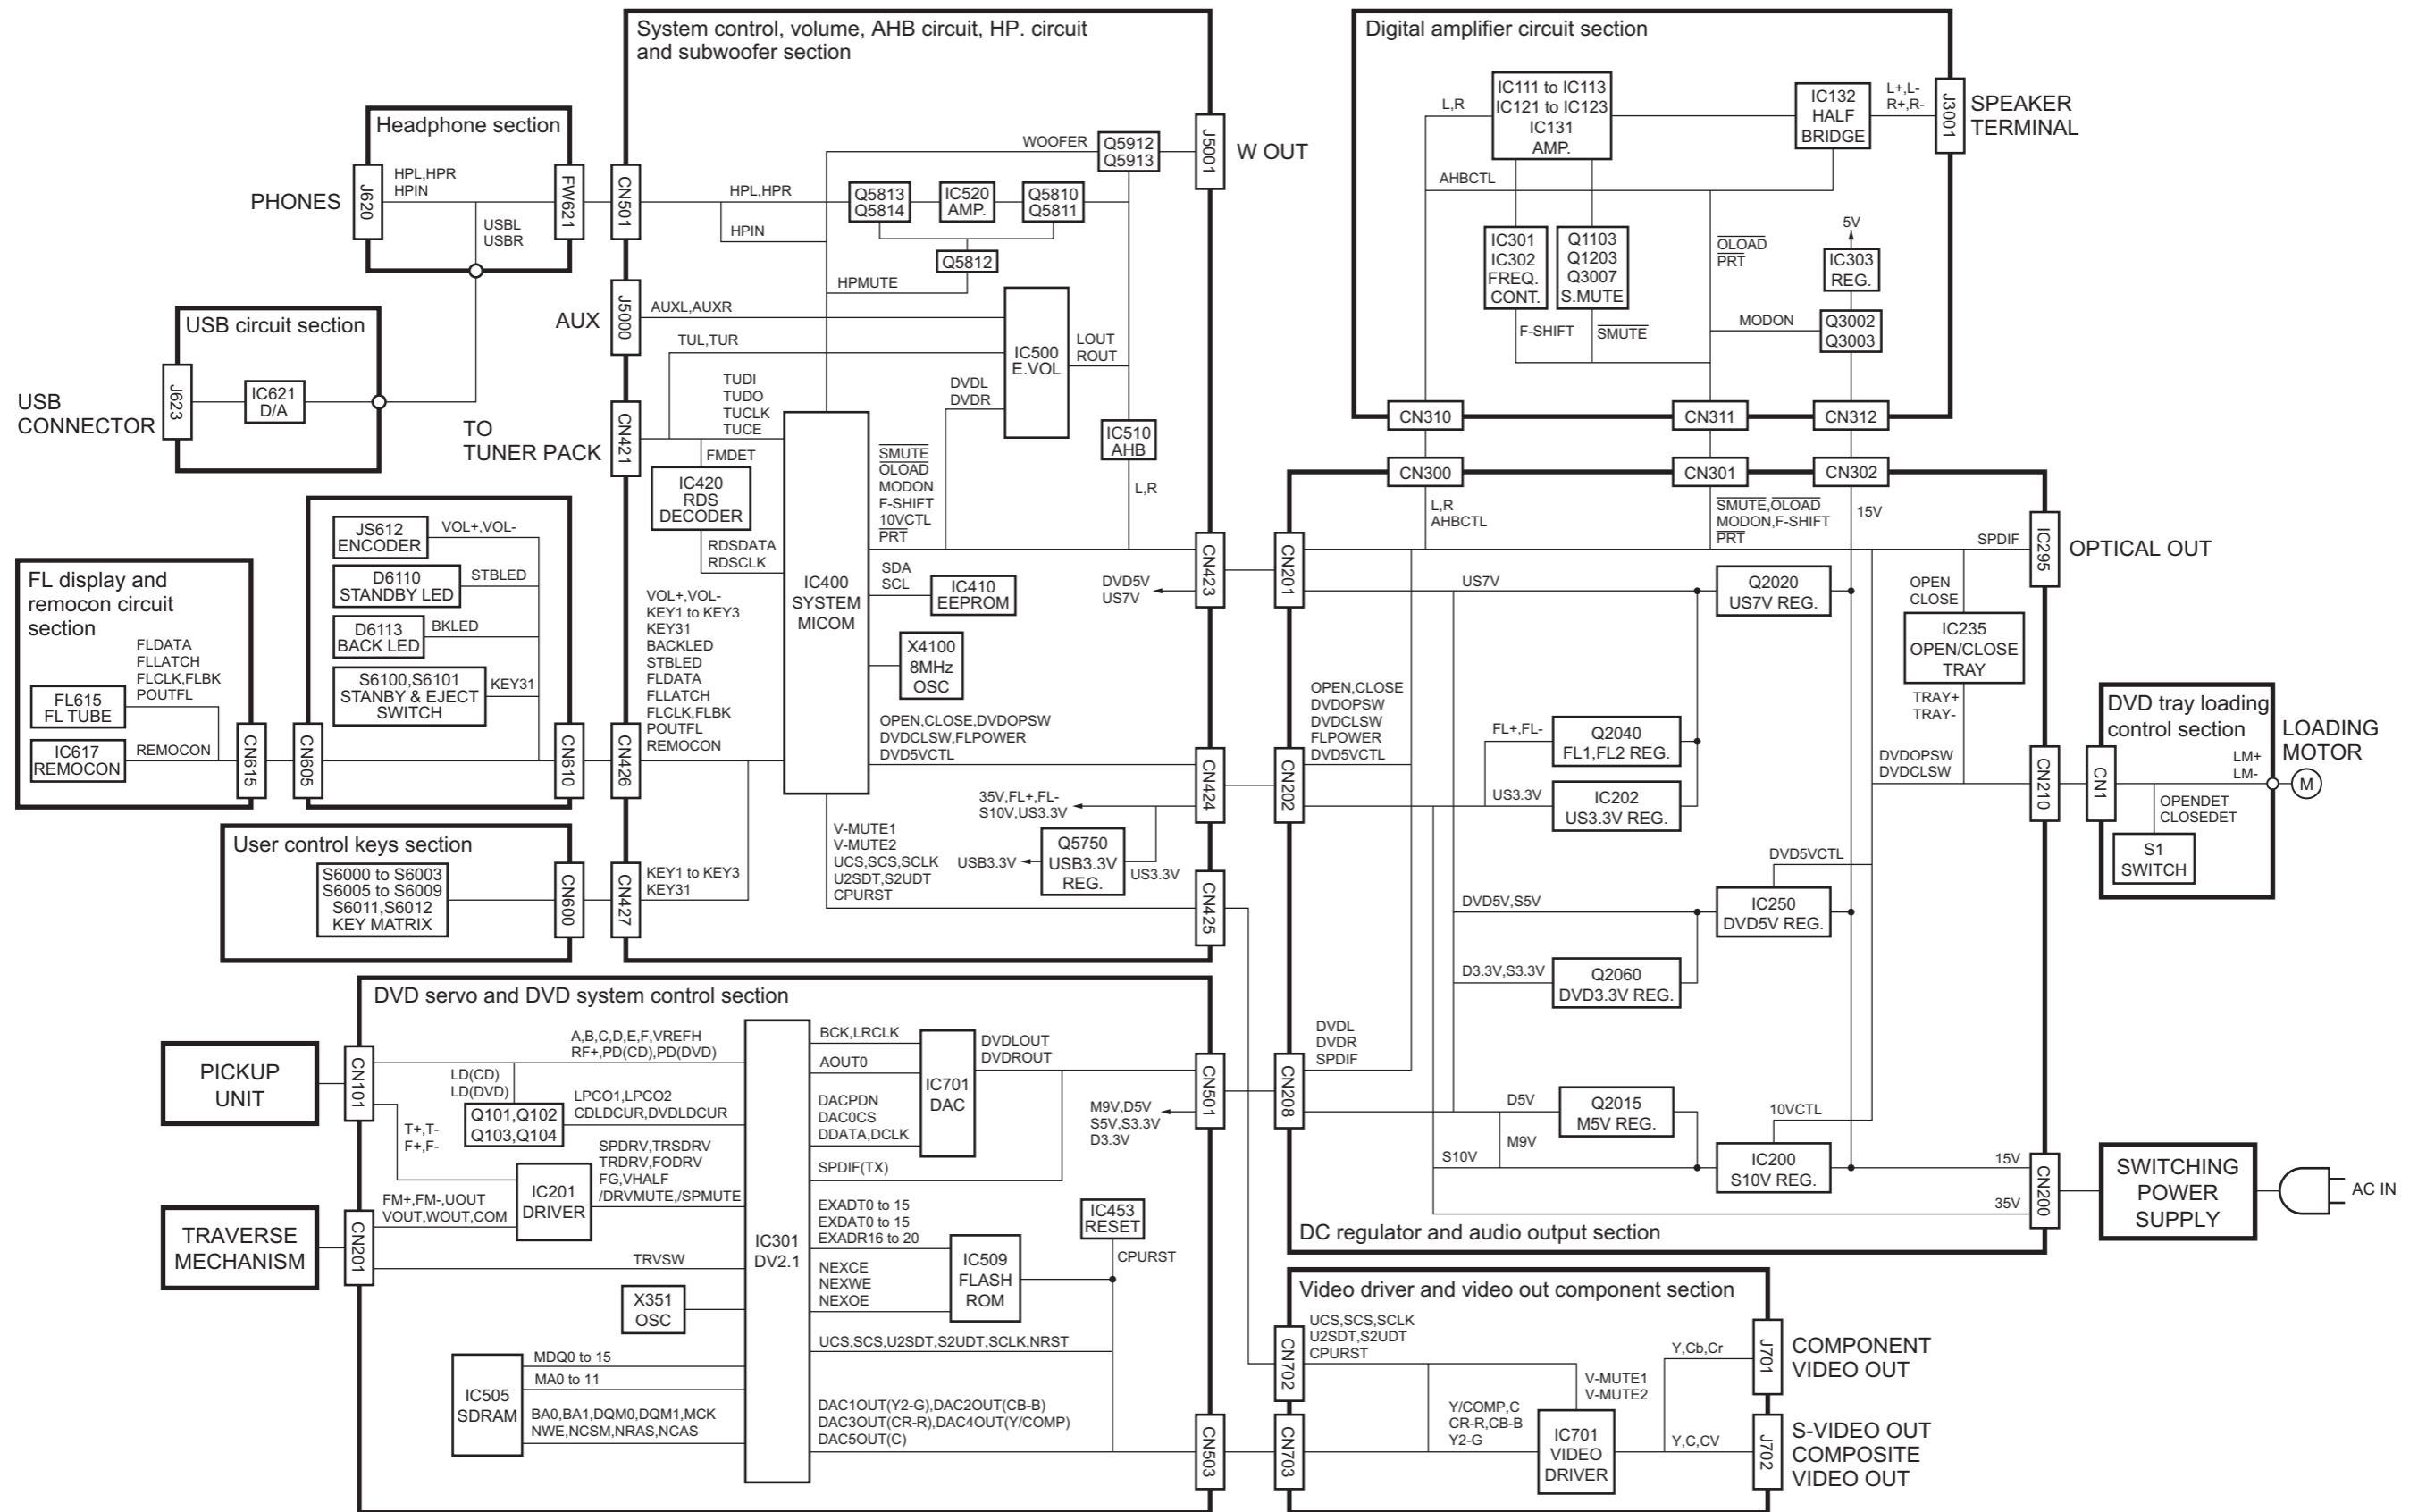 System control, volume, AHB circuit, HP. circuit
and subwoofer section
Headphone section
PHONES
J620
HPL,HPR
HPIN
USBL
USBR
FW621
CN501
HPL,HPR
HPIN
WOOFER
Q5912
Q5913
J5001
W OUT
Q5813
Q5814
IC520
AMP.
Q5810
Q5811
Q5812
HPMUTE
USB circuit section
USB
CONNECTOR
J623
IC621
D/A
AUX
J5000
AUXL,AUXR
TUL,TUR
IC500
E.VOL
LOUT
ROUT
DVDL
DVDR
TO
TUNER PACK
CN421
TUDI
TUDO
TUCLK
TUCE
FMDET
IC420
RDS
DECODER
RDSDATA
RDSCLK
IC510
AHB
L,R
SMUTE
OLOAD
MODON
F-SHIFT
10VCTL
PRT
IC400
SYSTEM
MICOM
SDA
SCL
IC410
EEPROM
X4100
8MHz
OSC
DVD5V
US7V
CN423
OPEN,CLOSE,DVDOPSW
DVDCLSW,FLPOWER
DVD5VCTL
CN424
35V,FL+,FL-
S10V,US3.3V
USB3.3V
Q5750
USB3.3V
REG.
US3.3V
V-MUTE1
V-MUTE2
UCS,SCS,SCLK
U2SDT,S2UDT
CPURST
CN425
VOL+,VOL-
KEY1 to KEY3
KEY31
BACKLED
STBLED
FLDATA
FLLATCH
FLCLK,FLBK
POUTFL
REMOCON
CN426
KEY1 to KEY3
KEY31
CN427
JS612
ENCODER
VOL+,VOL-
D6110
STANDBY LED
STBLED
D6113
BACK LED
BKLED
S6100,S6101
STANBY & EJECT
SWITCH
KEY31
CN605
CN610
FL display and
remocon circuit
section
FLDATA
FLLATCH
FLCLK,FLBK
POUTFL
FL615
FL TUBE
IC617
REMOCON
REMOCON
CN615
User control keys section
S6000 to S6003
S6005 to S6009
S6011,S6012
KEY MATRIX
CN600
Digital amplifier circuit section
L,R
IC111 to IC113
IC121 to IC123
IC131
AMP.
IC132
HALF
BRIDGE
L+,L-
R+,R-
J3001
SPEAKER
TERMINAL
AHBCTL
IC301
IC302
FREQ.
CONT.
Q1103
Q1203
Q3007
S.MUTE
OLOAD
PRT
5V
IC303
REG.
MODON
Q3002
Q3003
F-SHIFT
SMUTE
CN310
CN311
CN312
CN300
CN301
CN302
L,R
AHBCTL
SMUTE,OLOAD
MODON,F-SHIFT
PRT
15V
CN201
SPDIF
IC295
OPTICAL OUT
US7V
Q2020
US7V REG.
OPEN
CLOSE
IC235
OPEN/CLOSE
TRAY
TRAY+
TRAY-
OPEN,CLOSE
DVDOPSW
DVDCLSW
FLPOWER
DVD5VCTL
CN202
FL+,FL-
Q2040
FL1,FL2 REG.
US3.3V
IC202
US3.3V REG.
DVDOPSW
DVDCLSW
CN210
DVD tray loading
control section
CN1
LM+
LM-
LOADING
MOTOR
M
OPENDET
CLOSEDET
S1
SWITCH
DVD5VCTL
DVD5V,S5V
IC250
DVD5V REG.
D3.3V,S3.3V
Q2060
DVD3.3V REG.
DVDL
DVDR
SPDIF
CN208
D5V
Q2015
M5V REG.
M9V
10VCTL
S10V
IC200
S10V REG.
15V
35V
CN200
SWITCHING
POWER
SUPPLY
AC IN
DC regulator and audio output section
DVD servo and DVD system control section
PICKUP
UNIT
CN101
A,B,C,D,E,F,VREFH
RF+,PD(CD),PD(DVD)
LD(CD)
LD(DVD)
Q101,Q102
Q103,Q104
LPCO1,LPCO2
CDLDCUR,DVDLDCUR
T+,T-
F+,F-
SPDRV,TRSDRV
TRDRV,FODRV
FG,VHALF
/DRVMUTE,/SPMUTE
IC201
DRIVER
TRAVERSE
MECHANISM
CN201
FM+,FM-,UOUT
VOUT,WOUT,COM
TRVSW
X351
OSC
IC505
SDRAM
MDQ0 to 15
MA0 to 11
BA0,BA1,DQM0,DQM1,MCK
NWE,NCSM,NRAS,NCAS
IC301
DV2.1
BCK,LRCLK
AOUT0
DACPDN
DAC0CS
DDATA,DCLK
IC701
DAC
DVDLOUT
DVDROUT
SPDIF(TX)
CN501
M9V,D5V
S5V,S3.3V
D3.3V
EXADT0 to 15
EXDAT0 to 15
EXADR16 to 20
NEXCE
NEXWE
NEXOE
IC509
FLASH
ROM
IC453
RESET
CPURST
UCS,SCS,U2SDT,S2UDT,SCLK,NRST
DAC1OUT(Y2-G),DAC2OUT(CB-B)
DAC3OUT(CR-R),DAC4OUT(Y/COMP)
DAC5OUT(C)
CN503
Video driver and video out component section
CN702
UCS,SCS,SCLK
U2SDT,S2UDT
CPURST
V-MUTE1
V-MUTE2
Y/COMP,C
CR-R,CB-B
Y2-G
CN703
IC701
VIDEO
DRIVER
Y,Cb,Cr
J701
COMPONENT
VIDEO OUT
Y,C,CV
J702
S-VIDEO OUT
COMPOSITE
VIDEO OUT